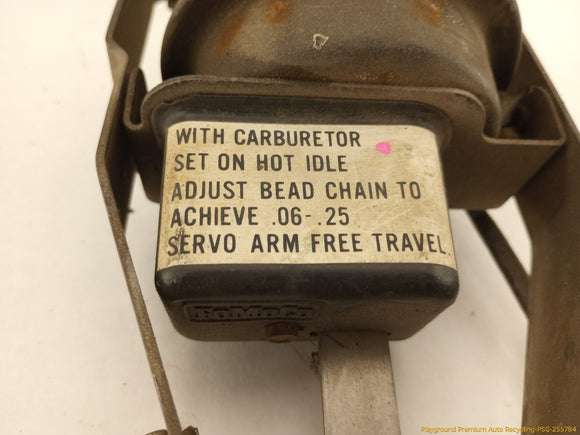 WITH CARBURETOR
SET ON HOT IDLE
ADJUST BEAD CHAIN TO
ACHIEVE .06-.25
SERVO ARM FREE TRAVEL
FoMoCo
Playground Premium Auto Recycling-PSG-255784